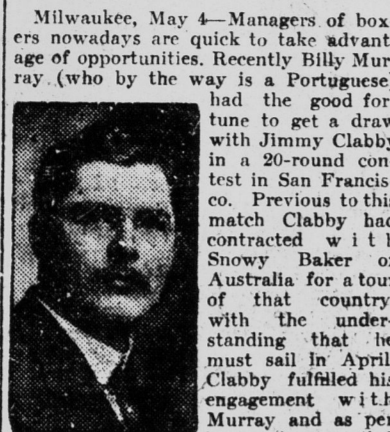 Milwaukee, May 4—Managers of box
ers nowadays are quick to take advant
age of opportunities. Recently Billy Mur
ray (who by the way is a Portuguese
had the good for
tune to get a draw
with Jimmy Clabby
in a 20-round con
test in San Francis
co. Previous to this
match Clabby had
contracted with
Snowy Baker of
Australia for a tour
of that country
with the under-
standing that he
must sail in April
Clabby fulfilled his
engagement with
Murray and as per